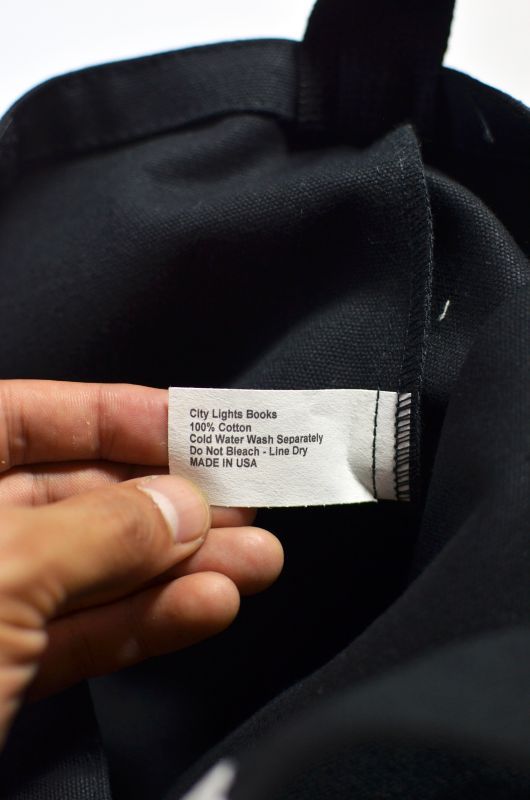 City Lights Books
100% Cotton
Cold Water Wash Separately
Do Not Bleach - Line Dry
MADE IN USA